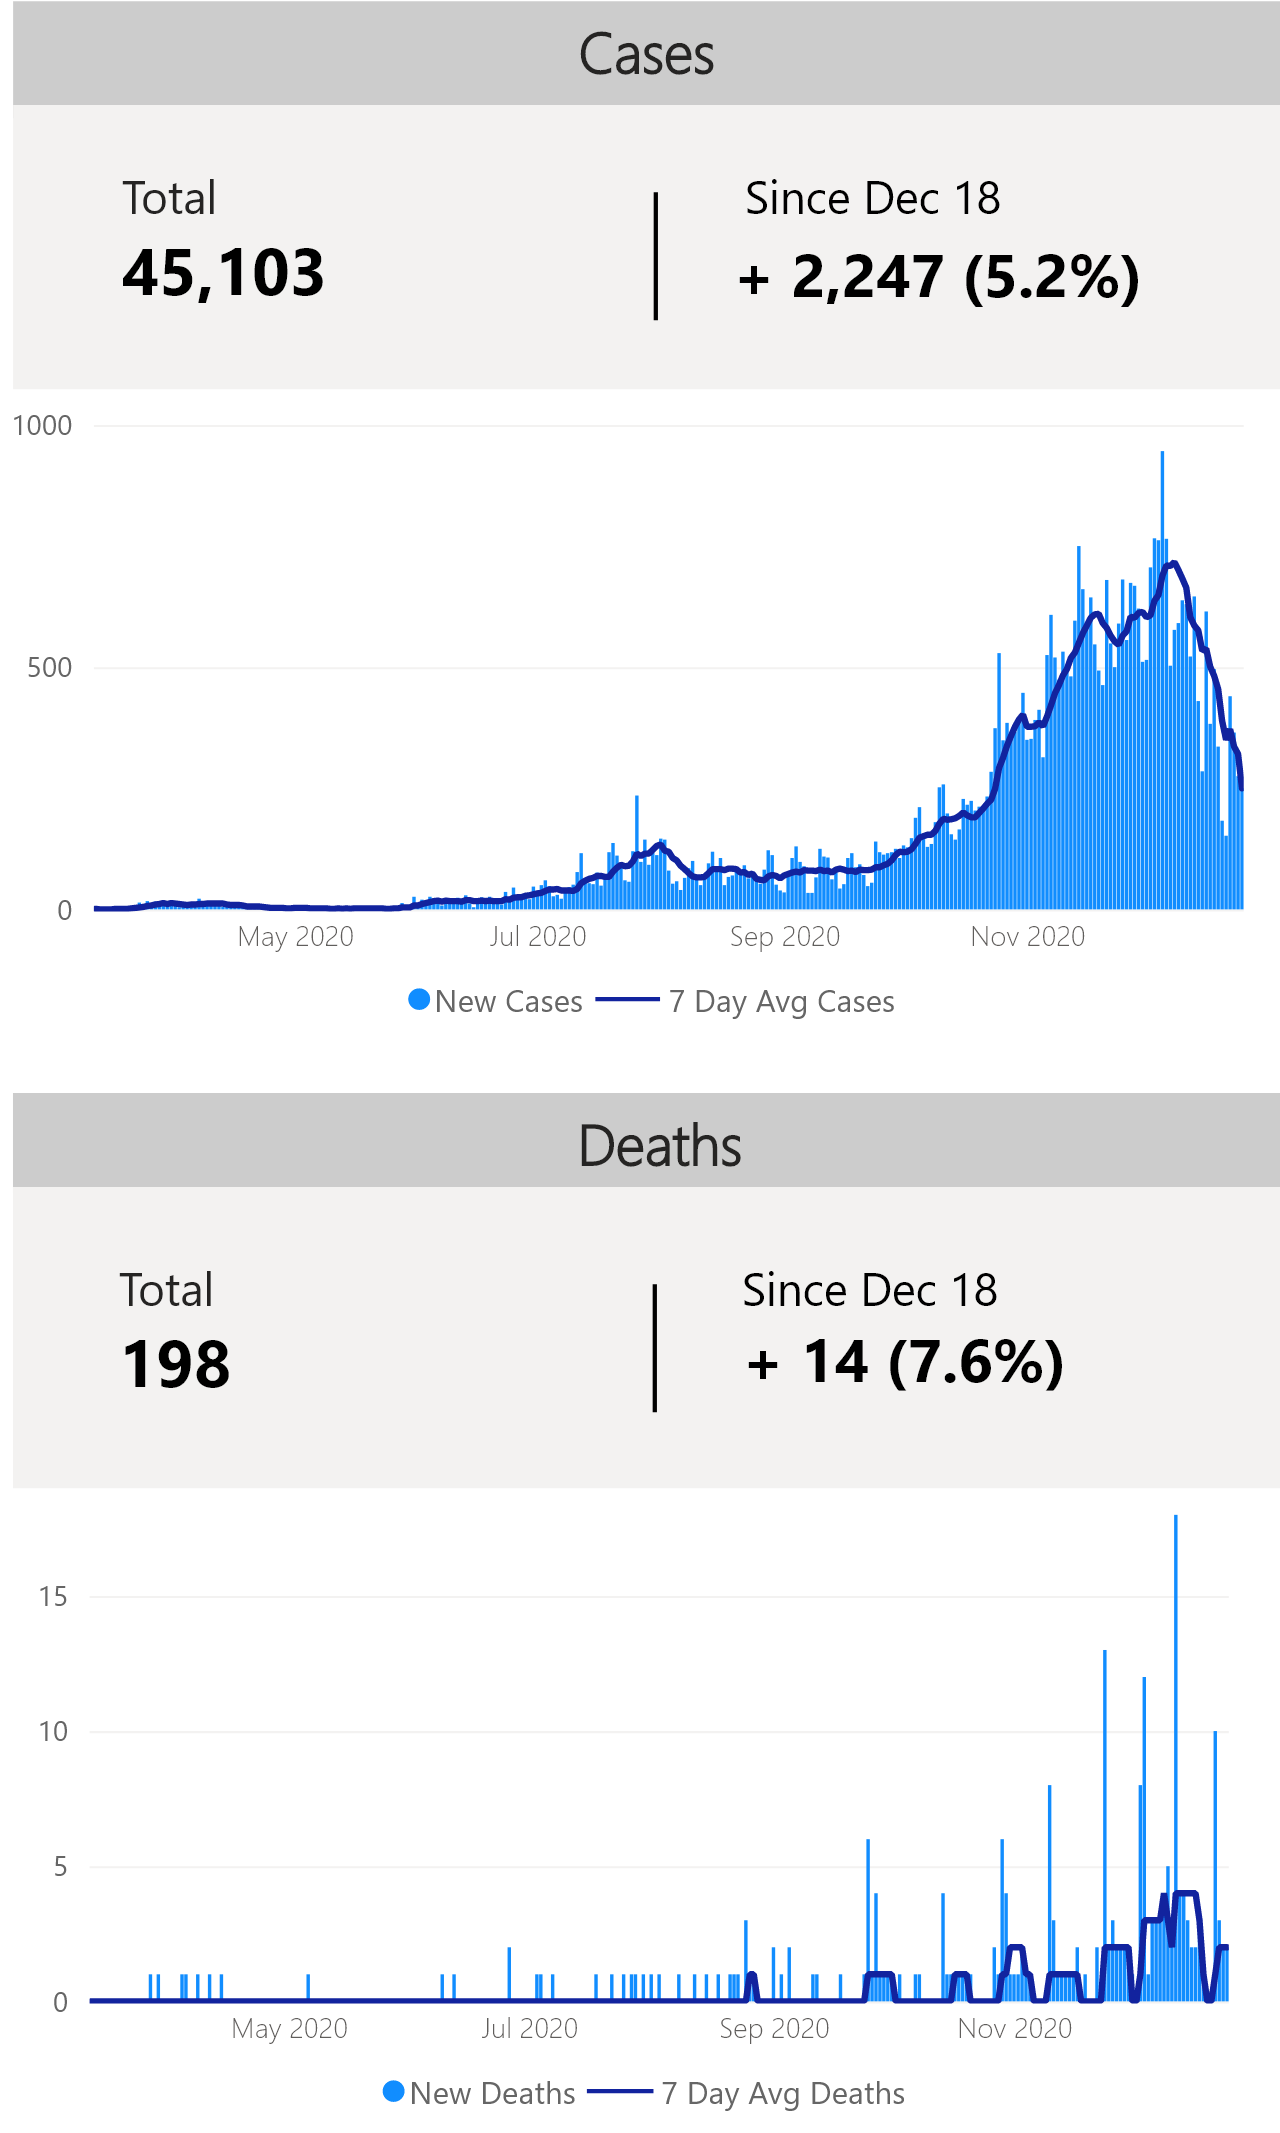 Cases
Total
Since Dec 18
45,103
+ 2,247 (5.2%)
1000
500
0
May 2020
Jul 2020
Sep 2020
Nov 2020
New Cases
7 Day Avg Cases
Deaths
Total
Since Dec 18
198
+ 14 (7.6%)
15
10
5
0
May 2020
Jul 2020
Sep 2020
Nov 2020
New Deaths
7 Day Avg Deaths